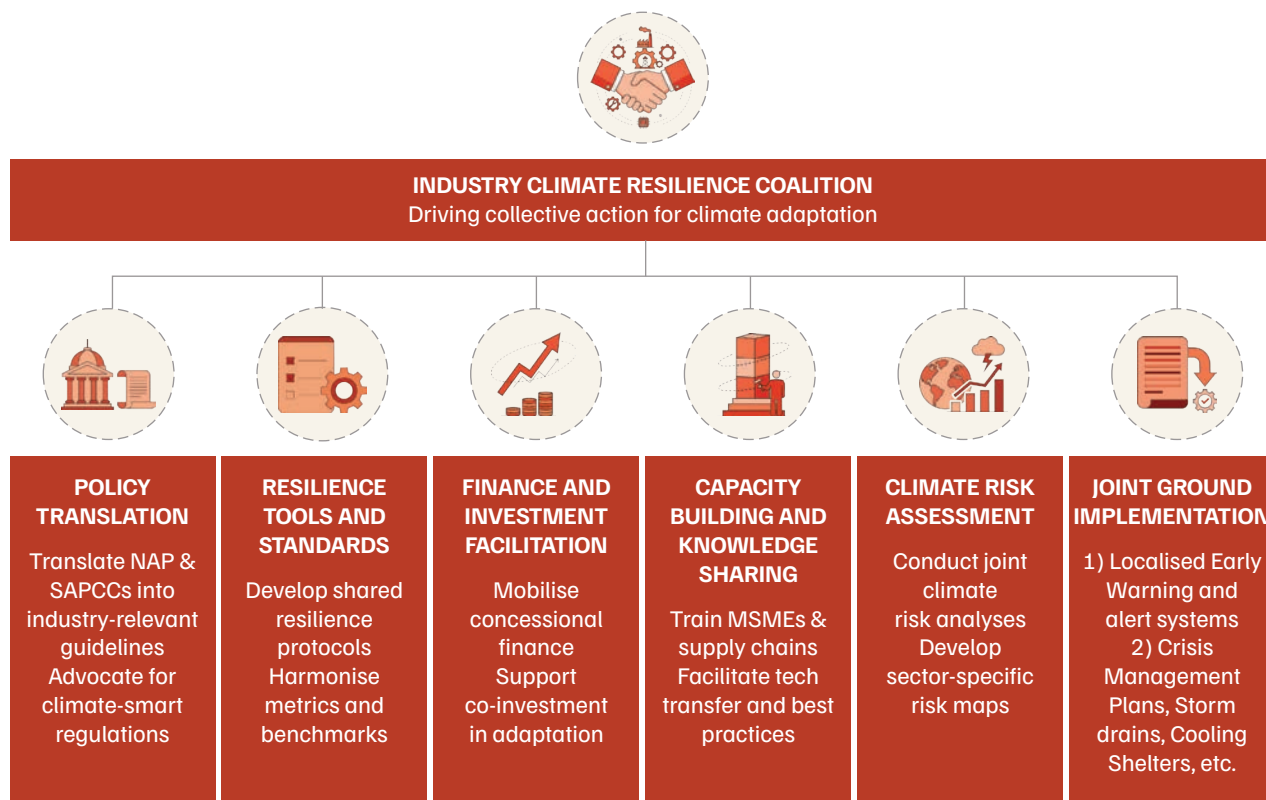 INDUSTRY CLIMATE RESILIENCE COALITION
Driving collective action for climate adaptation
POLICY
TRANSLATION
Translate NAP &
SAPCCs into
industry-relevant
guidelines
Advocate for
climate-smart
regulations
RESILIENCE
TOOLS AND
STANDARDS
Develop shared
resilience
protocols
Harmonise
metrics and
benchmarks
FINANCE AND
INVESTMENT
FACILITATION
Mobilise
concessional
finance
Support
co-investment
in adaptation
CAPACITY
BUILDING AND
KNOWLEDGE
SHARING
Train MSMEs &
supply chains
Facilitate tech
transfer and best
practices
CLIMATE RISK
ASSESSMENT
Conduct joint
climate
risk analyses
Develop
sector-specific
risk maps
JOINT GROUND
IMPLEMENTATION
1) Localised Early
Warning and
alert systems
2) Crisis
Management
Plans, Storm
drains, Cooling
Shelters, etc.